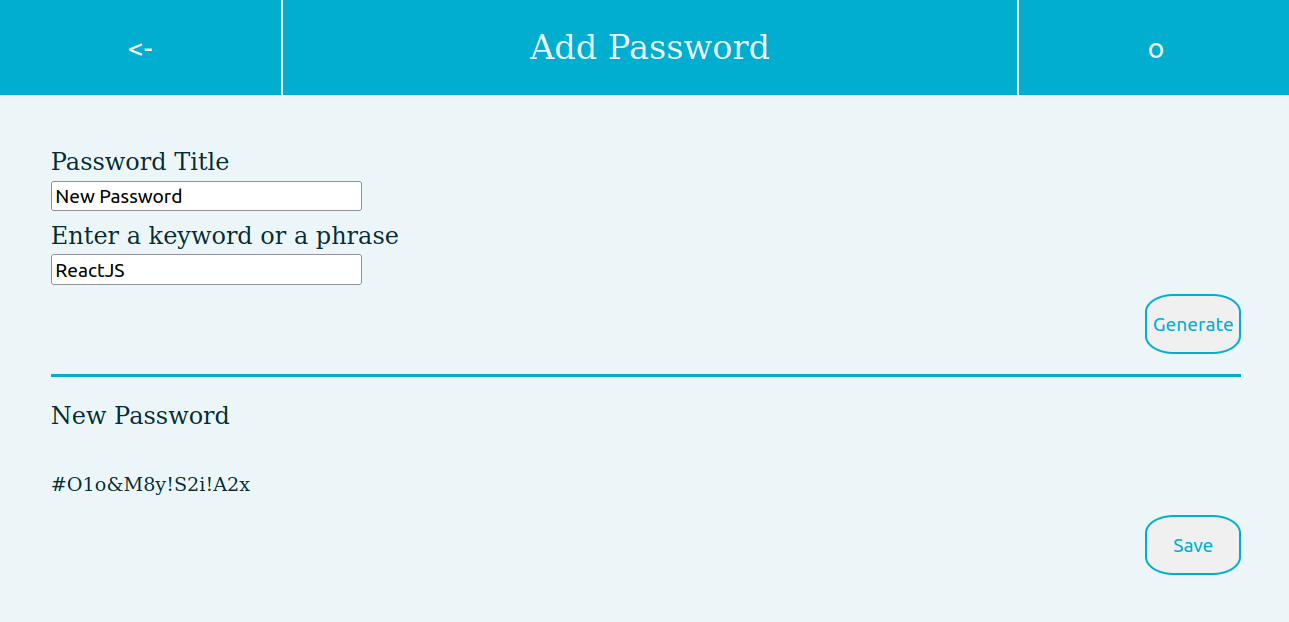 <-
Add Password
o
Password Title
New Password
Enter a keyword or a phrase
ReactJS
Generate
New Password
#O1o&M8y!S2i!A2x
Save